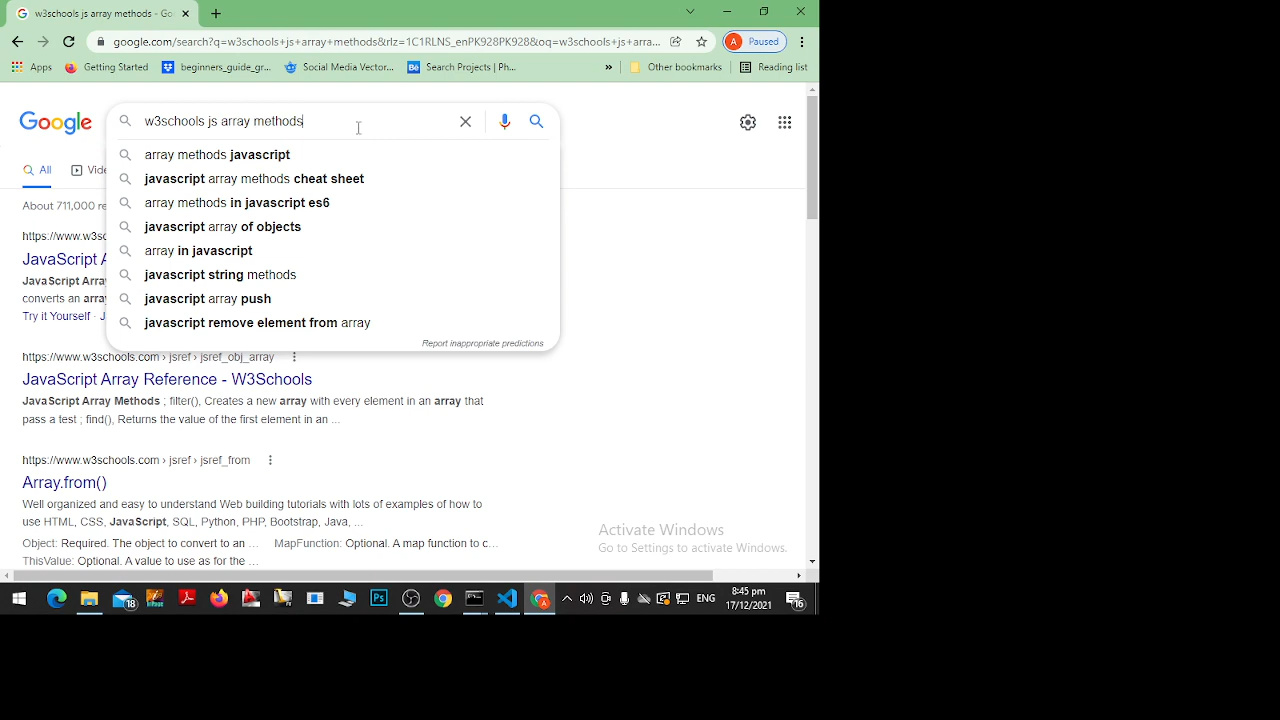 w3schools js array methods - Go
google.com/search?q=w3schools+js+array+methods&rlz=1C1RLNS_enPK928PK928&oq=w3schools+js+arra...
A Paused
Apps Getting Started beginners_guide_gr... Social Media Vector... Bē Search Projects | Ph... » Other bookmarks Reading list
Google
w3schools js array methods
array methods javascript
javascript array methods cheat sheet
array methods in javascript es6
javascript array of objects
array in javascript
javascript string methods
javascript array push
javascript remove element from array
Report inappropriate predictions
All Vide
About 711,000 re
https://www.w3sc
JavaScript A
JavaScript Arra
converts an array
Try it Yourself · J
https://www.w3schools.com › jsref › jsref_obj_array
JavaScript Array Reference - W3Schools
JavaScript Array Methods ; filter(), Creates a new array with every element in an array that
pass a test ; find(), Returns the value of the first element in an ...
https://www.w3schools.com › jsref › jsref_from
Array.from()
Well organized and easy to understand Web building tutorials with lots of examples of how to
use HTML, CSS, JavaScript, SQL, Python, PHP, Bootstrap, Java, ...
Object: Required. The object to convert to an ... MapFunction: Optional. A map function to c...
ThisValue: Optional. A value to use as for the ...
Activate Windows
Go to Settings to activate Windows.
18
Ps
A
ENG
8:45 pm
17/12/2021
16